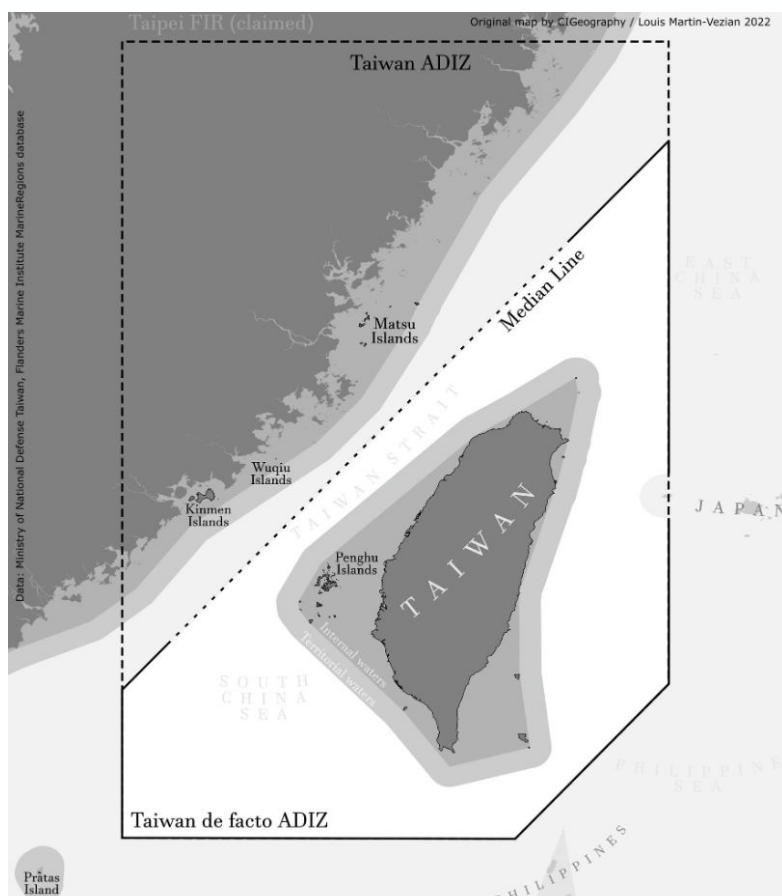 Taipei FIR (claimed)
Original map by CIGeography / Louis Martin-Vezian 2022
Taiwan ADIZ
Data: Ministry of National Defense Taiwan, Flanders Marine Institute MarineRegions database
Median Line
EAST
CHINA
SEA
Matsu
Islands
TAIWAN STRAIT
Wuqiu
Islands
Kinmen
Islands
JAPAN
TAIWAN
Penghu
Islands
Internal waters
Territorial waters
SOUTH
CHINA
SEA
PHILIPPINE
SEA
Taiwan de facto ADIZ
PHILIPPINES
Pratas
Island